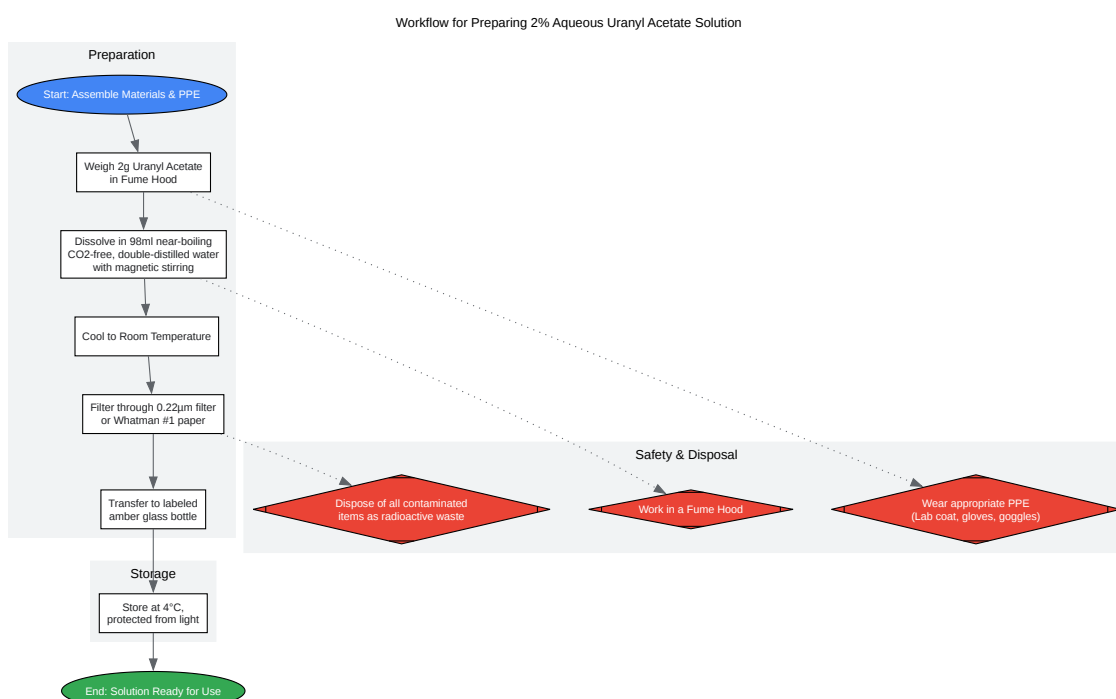 Workflow for Preparing 2% Aqueous Uranyl Acetate Solution
Preparation
Start: Assemble Materials & PPE
Weigh 2g Uranyl Acetate
in Fume Hood
Dissolve in 98ml near-boiling
CO2-free, double-distilled water
with magnetic stirring
Cool to Room Temperature
Filter through 0.22µm filter
or Whatman #1 paper
Transfer to labeled
amber glass bottle
Safety & Disposal
Dispose of all contaminated
items as radioactive waste
Work in a Fume Hood
Wear appropriate PPE
(Lab coat, gloves, goggles)
Storage
Store at 4°C,
protected from light
End: Solution Ready for Use